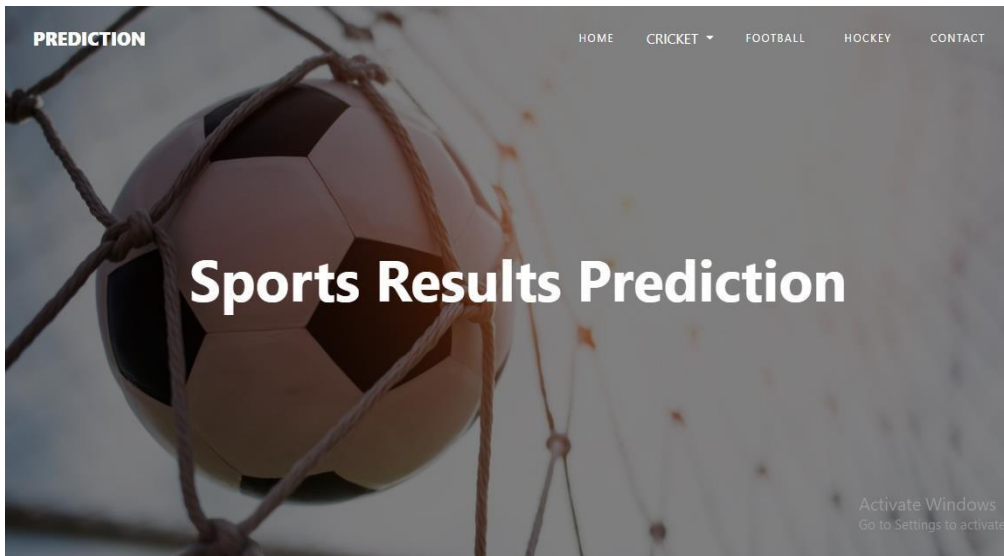 PREDICTION
HOME CRICKET FOOTBALL HOCKEY CONTACT
Sports Results Prediction
Activate Windows
Go to Settings to activate